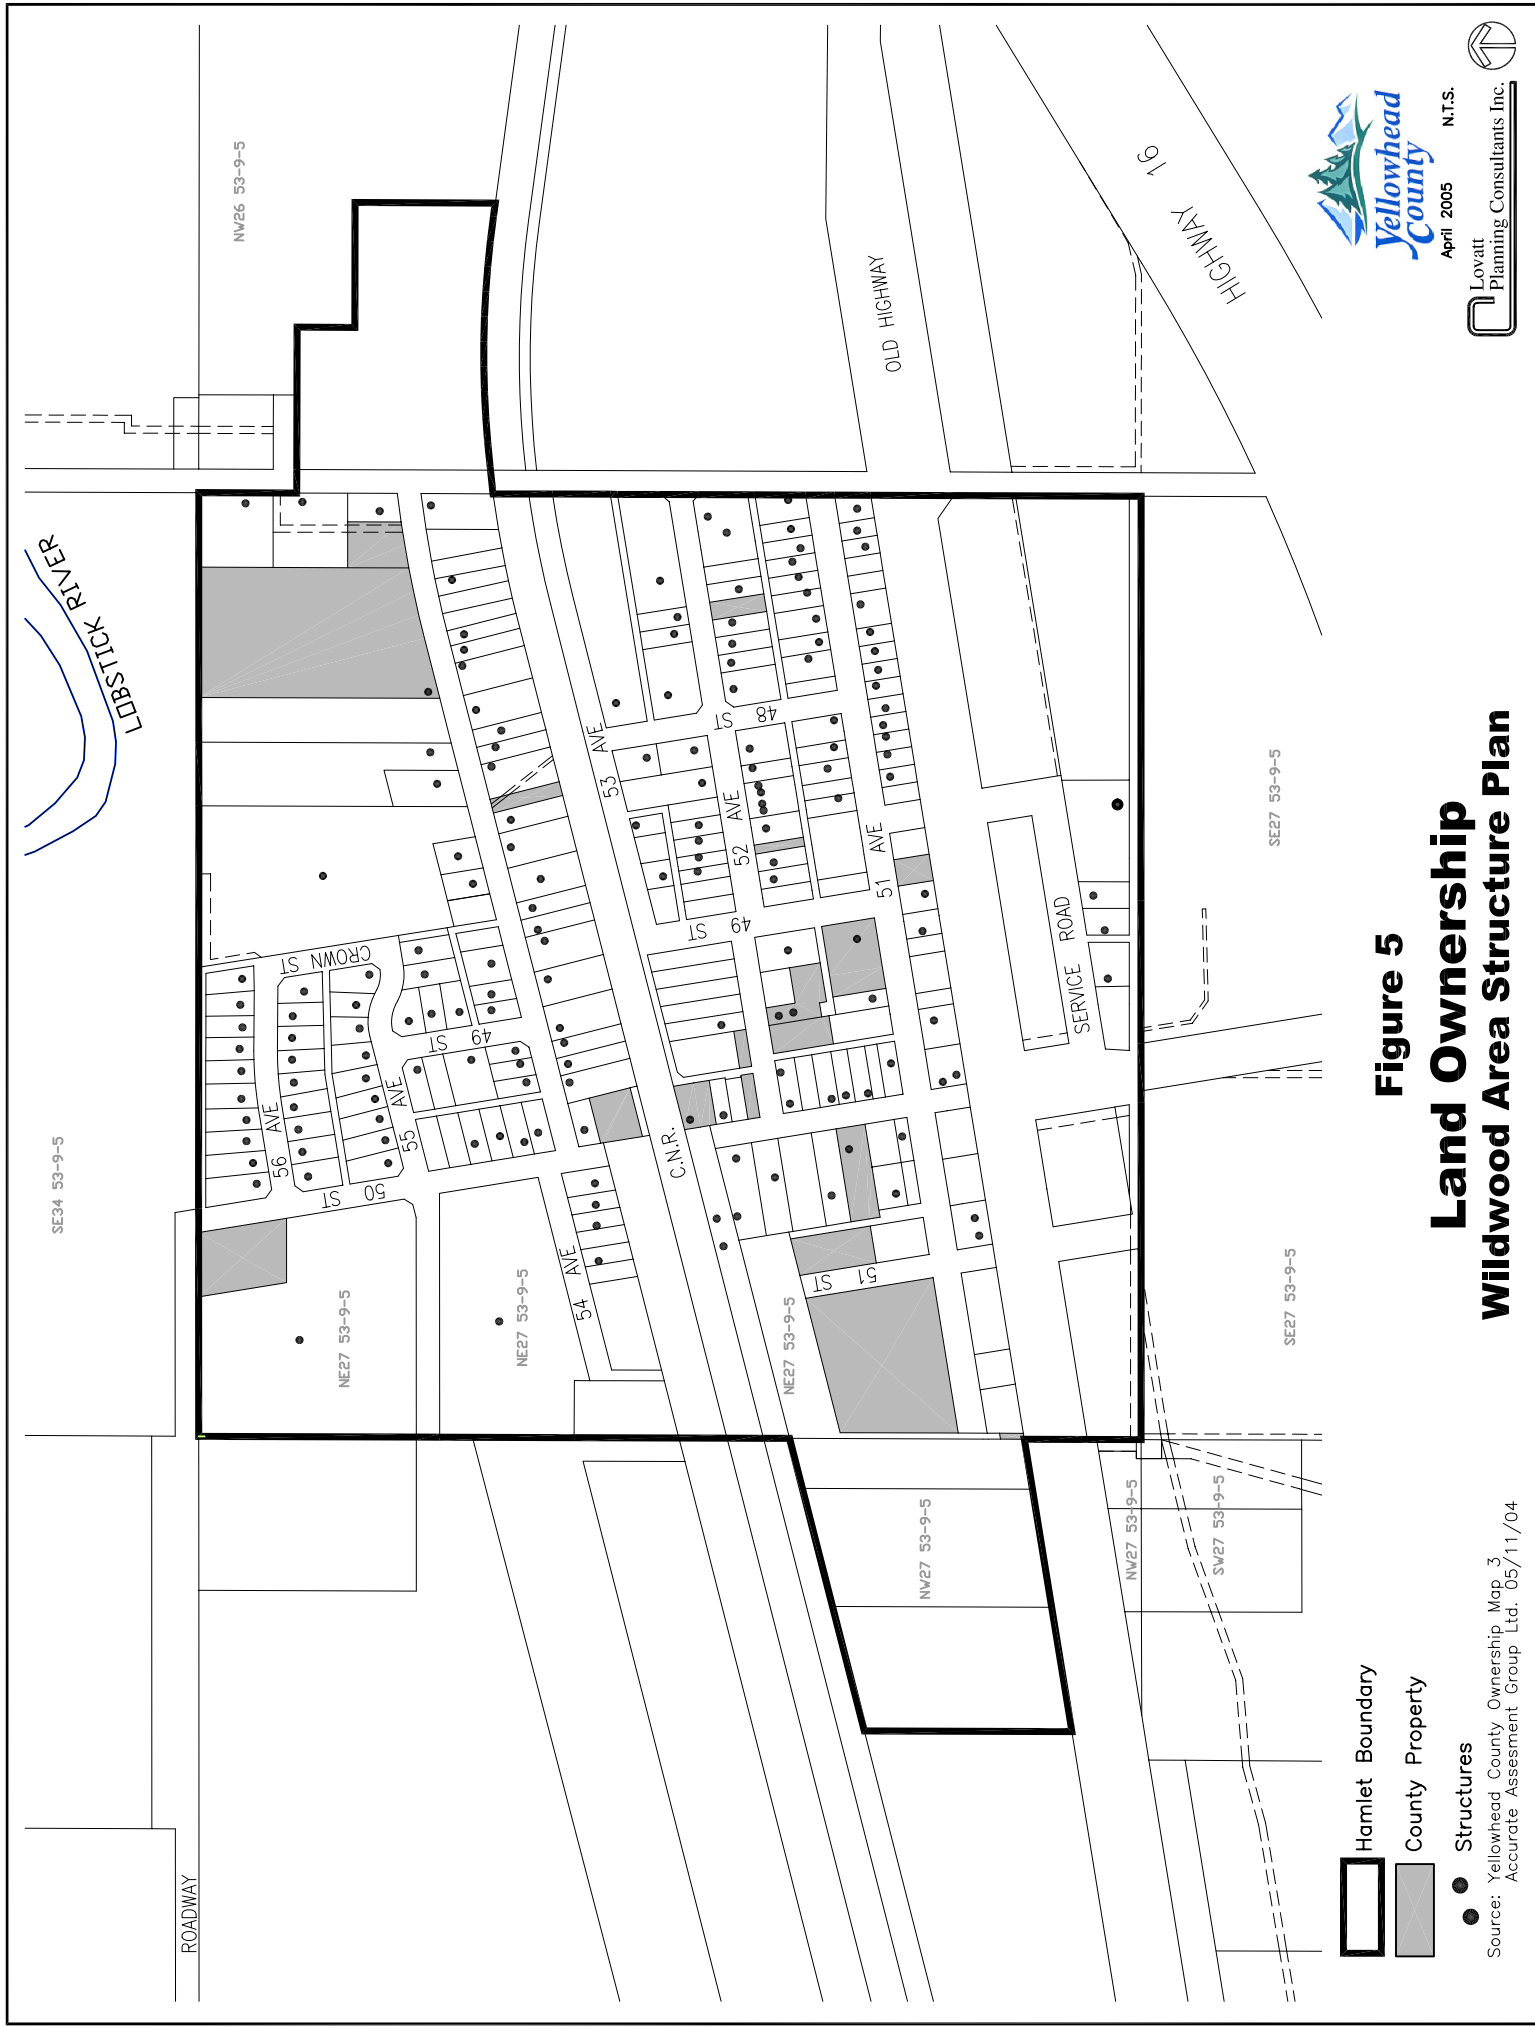 LOBSTICK RIVER
NW26 53-9-5
SE34 53-9-5
ROADWAY
CROWN ST
56 AVE
55 AVE
49 ST
50 ST
54 AVE
NE27 53-9-5
NE27 53-9-5
NE27 53-9-5
C.N.R.
53 AVE
52 AVE
51 AVE
48 ST
49 ST
51 ST
OLD HIGHWAY
HIGHWAY 16
SERVICE ROAD
NW27 53-9-5
NW27 53-9-5
SW27 53-9-5
SE27 53-9-5
SE27 53-9-5
Hamlet Boundary
County Property
Structures
Source: Yellowhead County Ownership Map 3
Accurate Assesment Group Ltd. 05/11/04
Figure 5
Land Ownership
Wildwood Area Structure Plan
Yellowhead
County
April 2005 N.T.S.
Lovatt
Planning Consultants Inc.